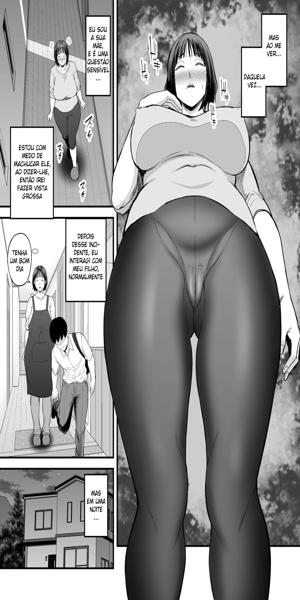 MAS AO
ME
VER...
DAQUELA
VEZ...
EU SOU A
SUA MÃE,
E É UMA
QUESTÃO
SENSÍVEL
...
ESTOU COM
MEDO DE
MACHUCAR ELE,
AO DIZER-LHE,
ENTÃO IREI
FAZER VISTA
GROSSA
DEPOIS
DESSE INCI-
DENTE, EU
INTERAGI COM
MEU FILHO,
NORMALMENTE
TENHA
UM BOM
DIA
MAS
EM UMA
NOITE
...